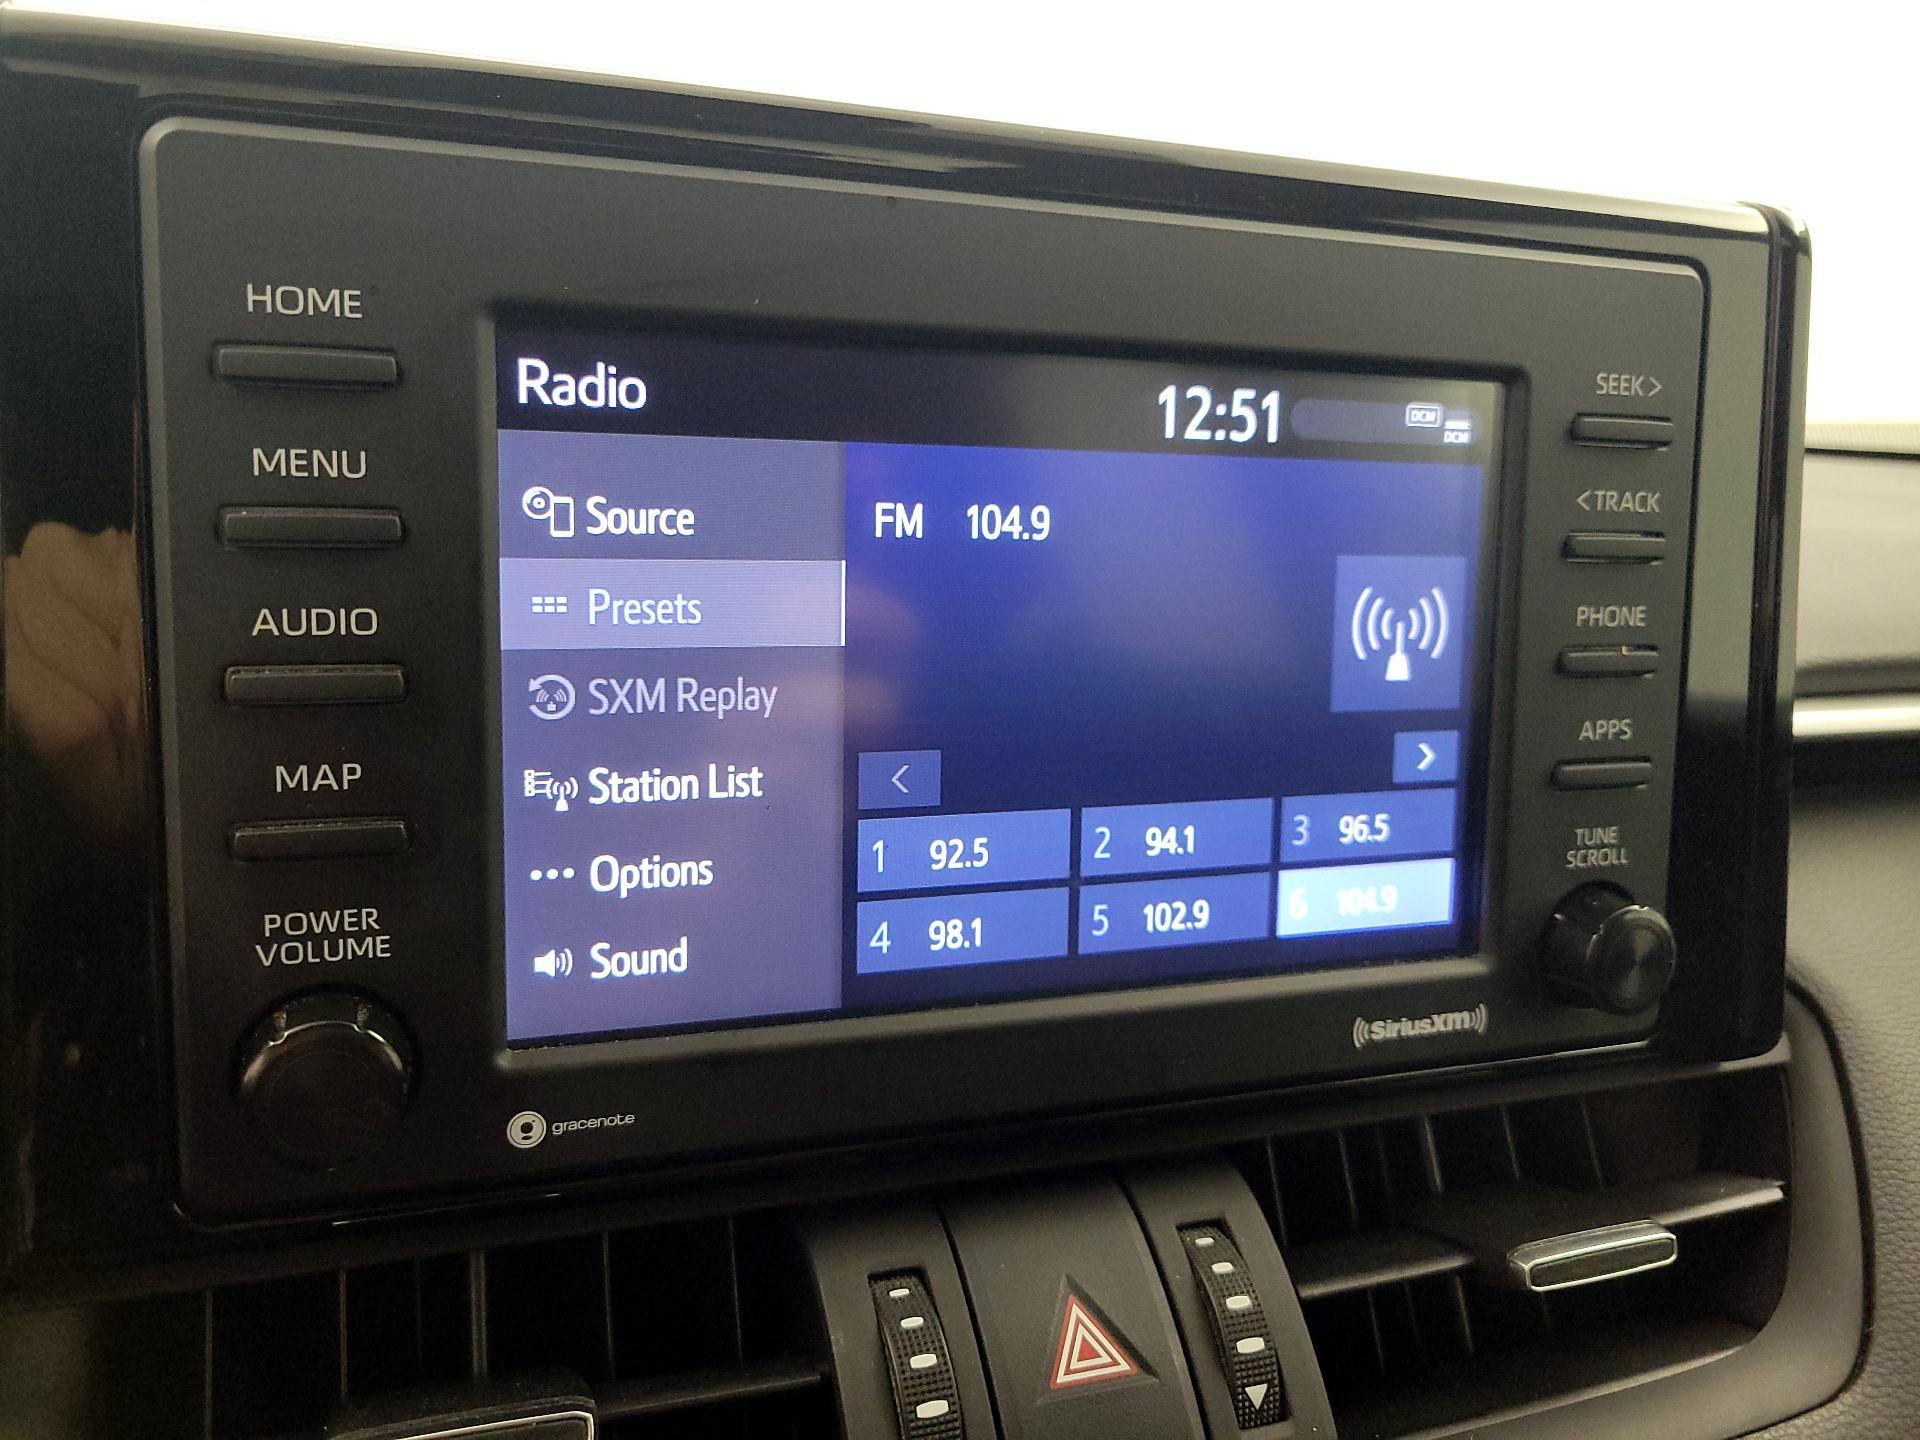 HOME
MENU
AUDIO
MAP
POWER
VOLUME
Radio
12:51
DCM
DCM
Source
Presets
SXM Replay
Station List
Options
Sound
FM 104.9
<
>
1 92.5
2 94.1
3 96.5
4 98.1
5 102.9
6 104.9
SEEK >
< TRACK
PHONE
APPS
TUNE
SCROLL
gracenote
((SiriusXM))